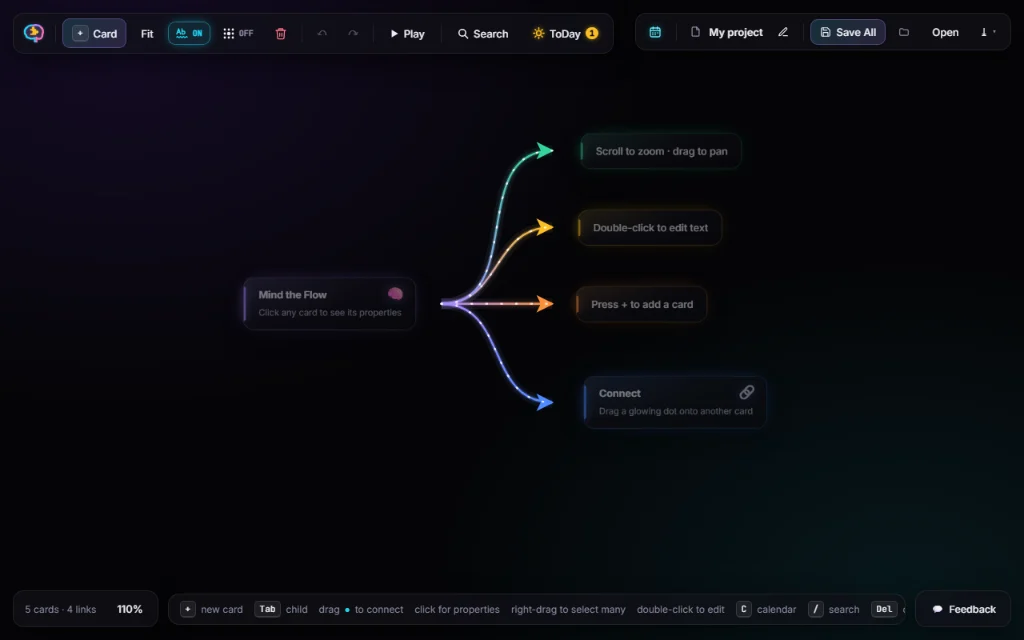 + Card Fit Ab ON OFF Play Search ToDay 1
My project Save All Open
Scroll to zoom · drag to pan
Double-click to edit text
Mind the Flow
Click any card to see its properties
Press + to add a card
Connect
Drag a glowing dot onto another card
5 cards · 4 links 110%
+ new card Tab child drag • to connect click for properties right-drag to select many double-click to edit C calendar / search Del
Feedback